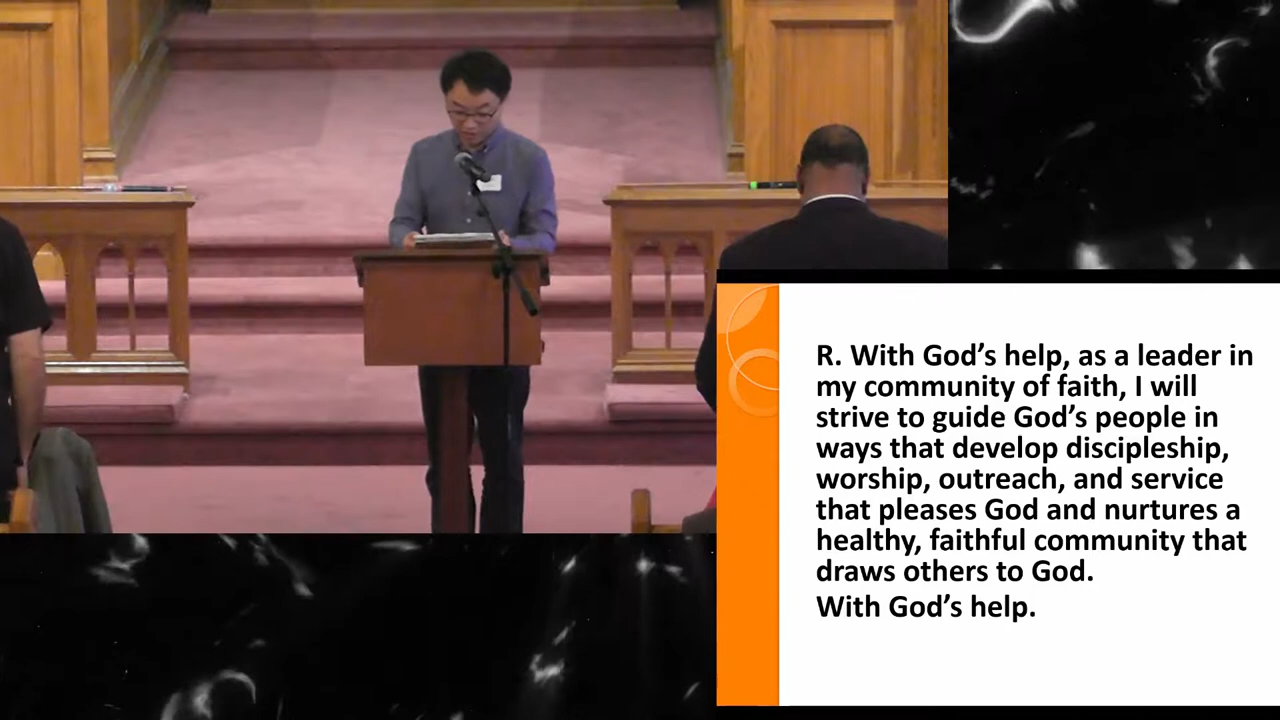 R. With God’s help, as a leader in
my community of faith, I will
strive to guide God’s people in
ways that develop discipleship,
worship, outreach, and service
that pleases God and nurtures a
healthy, faithful community that
draws others to God.
With God’s help.